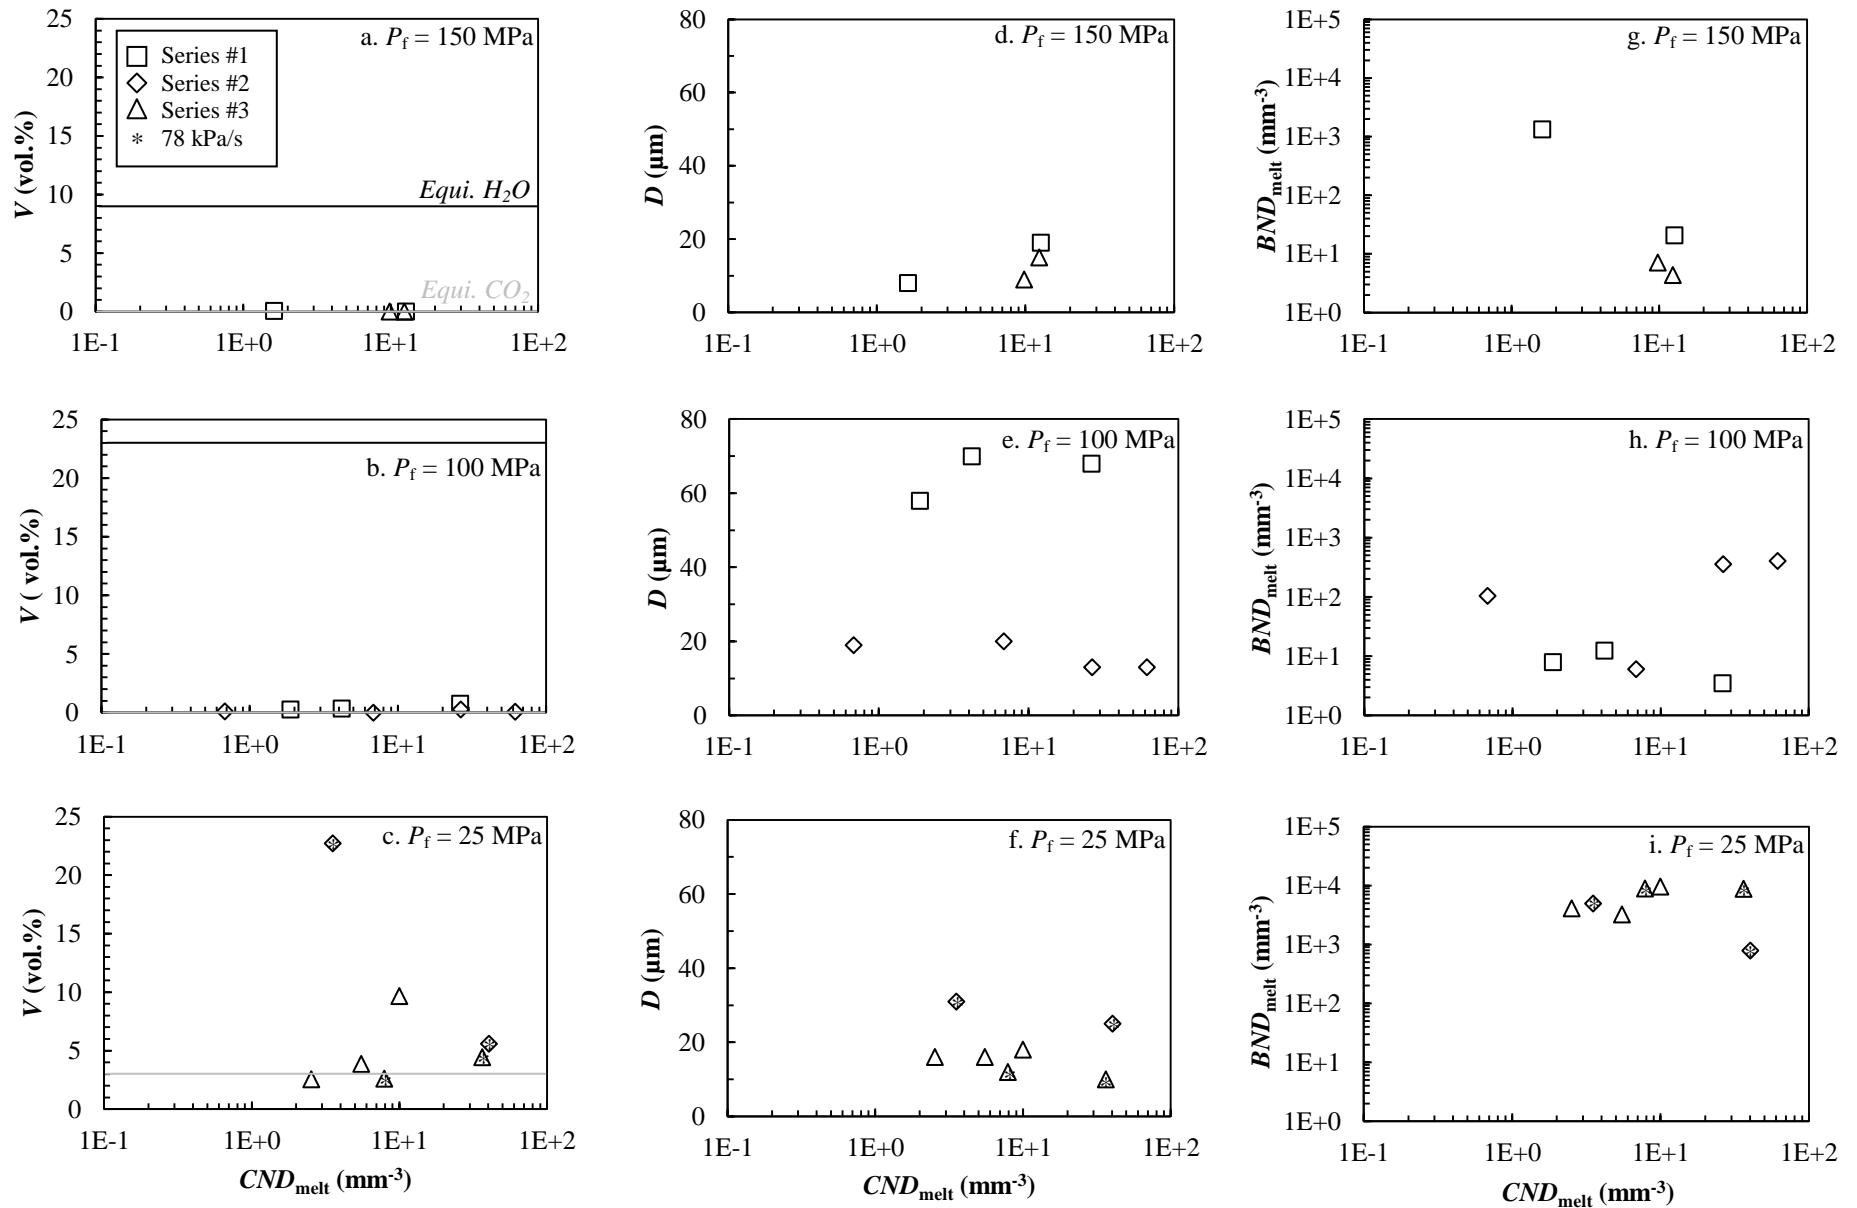 a. Pf = 150 MPa
V (vol.%)
25
20
15
10
5
0
Series #1
Series #2
Series #3
* 78 kPa/s
Equi. H2O
Equi. CO2
1E-1 1E+0 1E+1 1E+2
d. Pf = 150 MPa
D (µm)
80
60
40
20
0
1E-1 1E+0 1E+1 1E+2
g. Pf = 150 MPa
BNDmelt (mm-3)
1E+5
1E+4
1E+3
1E+2
1E+1
1E+0
1E-1 1E+0 1E+1 1E+2
b. Pf = 100 MPa
V ( vol.%)
25
20
15
10
5
0
1E-1 1E+0 1E+1 1E+2
e. Pf = 100 MPa
D (µm)
80
60
40
20
0
1E-1 1E+0 1E+1 1E+2
h. Pf = 100 MPa
BNDmelt (mm-3)
1E+5
1E+4
1E+3
1E+2
1E+1
1E+0
1E-1 1E+0 1E+1 1E+2
c. Pf = 25 MPa
V (vol.%)
25
20
15
10
5
0
1E-1 1E+0 1E+1 1E+2
CNDmelt (mm-3)
f. Pf = 25 MPa
D (µm)
80
60
40
20
0
1E-1 1E+0 1E+1 1E+2
CNDmelt (mm-3)
i. Pf = 25 MPa
BNDmelt (mm-3)
1E+5
1E+4
1E+3
1E+2
1E+1
1E+0
1E-1 1E+0 1E+1 1E+2
CNDmelt (mm-3)